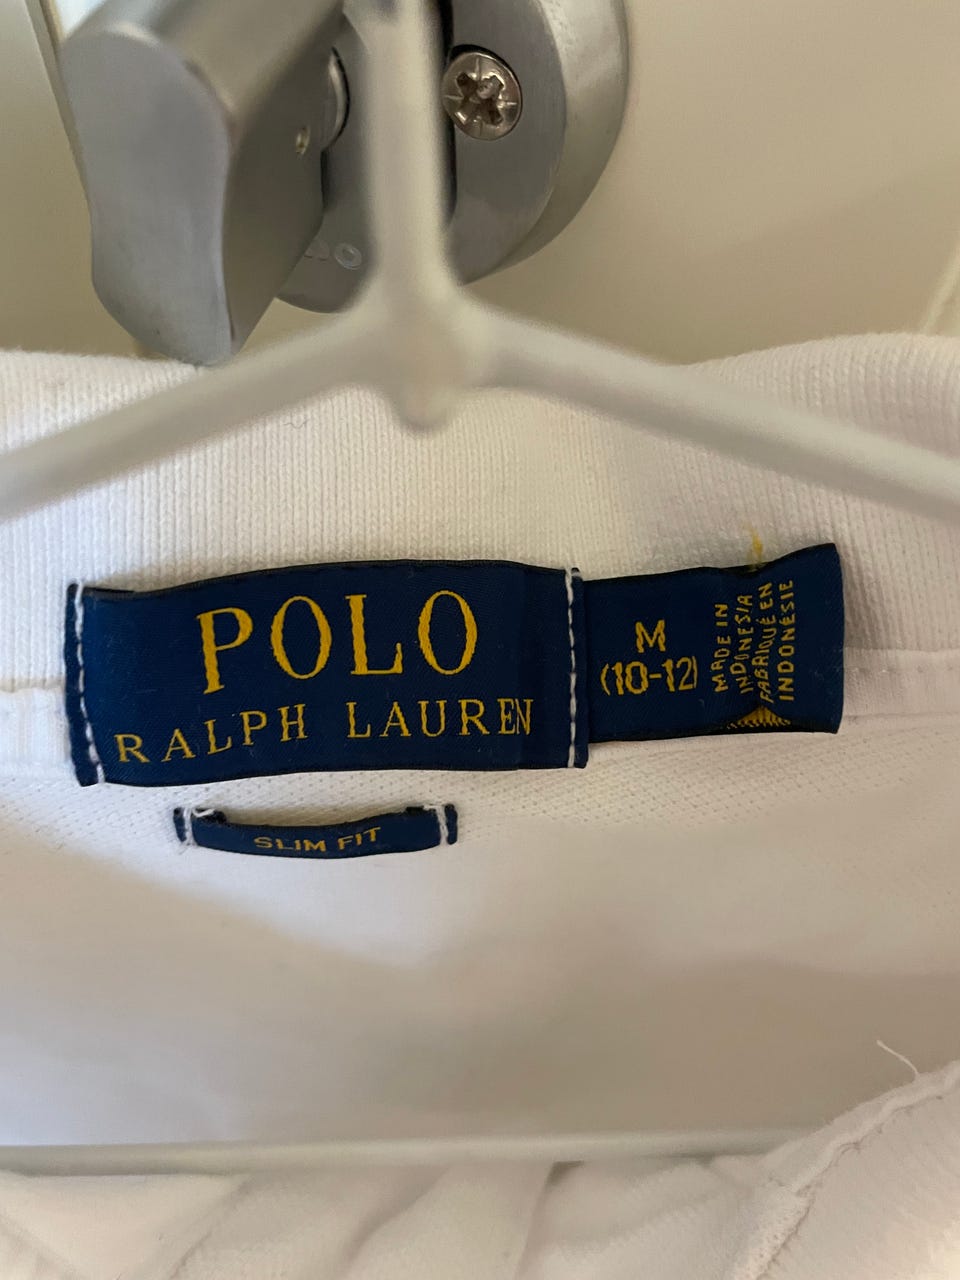 POLO
RALPH LAUREN
M
(10-12)
MADE IN
INDONESIA
FABRIQUÉ EN
INDONÉSIE
SLIM FIT